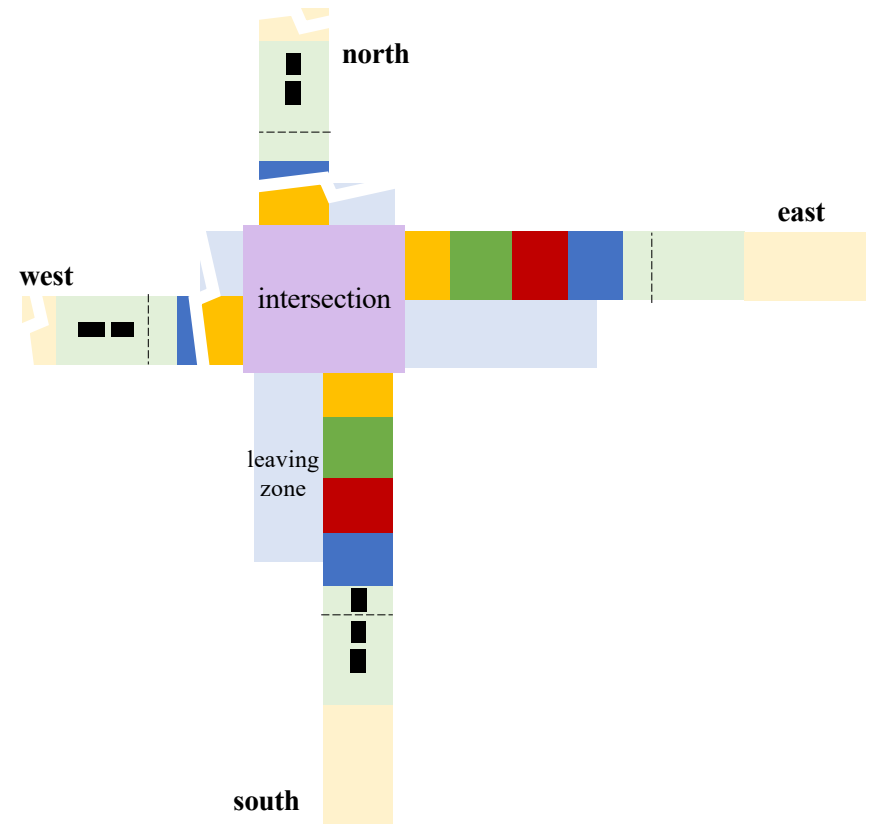 north
east
west
intersection
leaving
zone
south